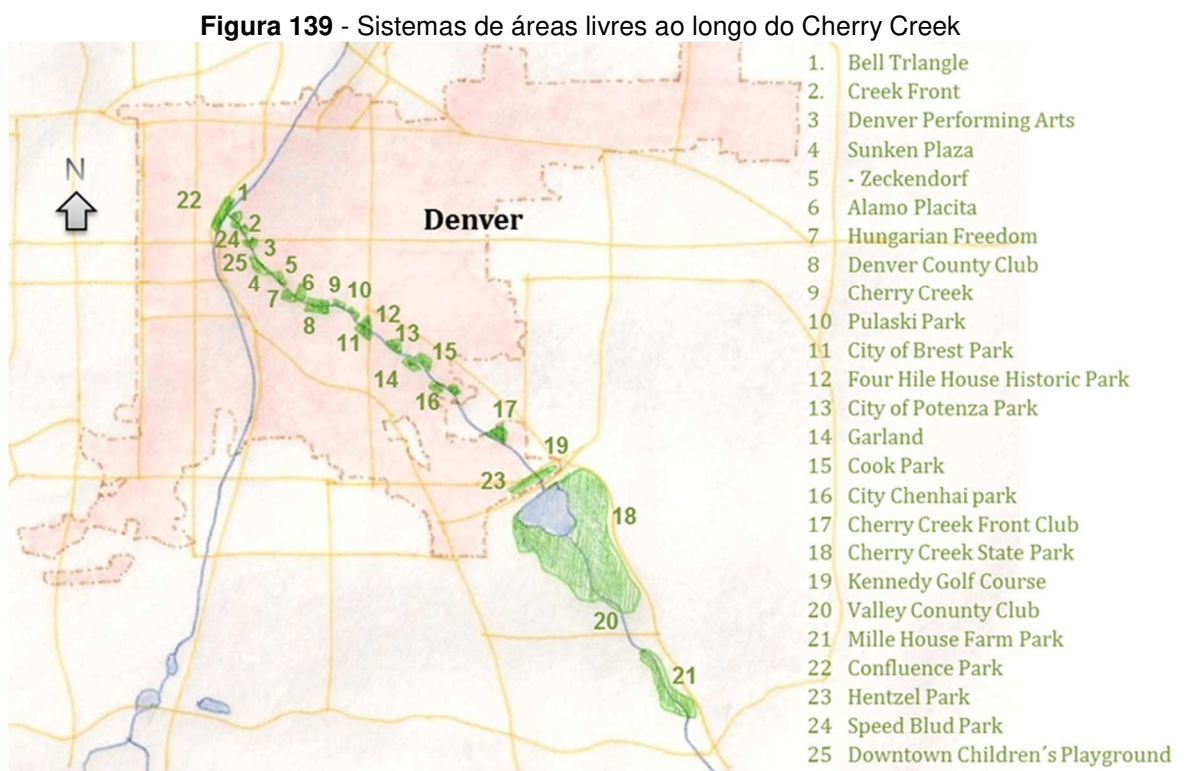 Figura 139 - Sistemas de áreas livres ao longo do Cherry Creek
N
Denver
22
1
2
24
3
25
5
4
6
7
9
10
8
12
11
13
15
14
16
17
19
23
18
20
21
1. Bell Trlangle
2. Creek Front
3 Denver Performing Arts
4 Sunken Plaza
5 - Zeckendorf
6 Alamo Placita
7 Hungarian Freedom
8 Denver County Club
9 Cherry Creek
10 Pulaski Park
11 City of Brest Park
12 Four Hile House Historic Park
13 City of Potenza Park
14 Garland
15 Cook Park
16 City Chenhai park
17 Cherry Creek Front Club
18 Cherry Creek State Park
19 Kennedy Golf Course
20 Valley Conunty Club
21 Mille House Farm Park
22 Confluence Park
23 Hentzel Park
24 Speed Blud Park
25 Downtown Children´s Playground